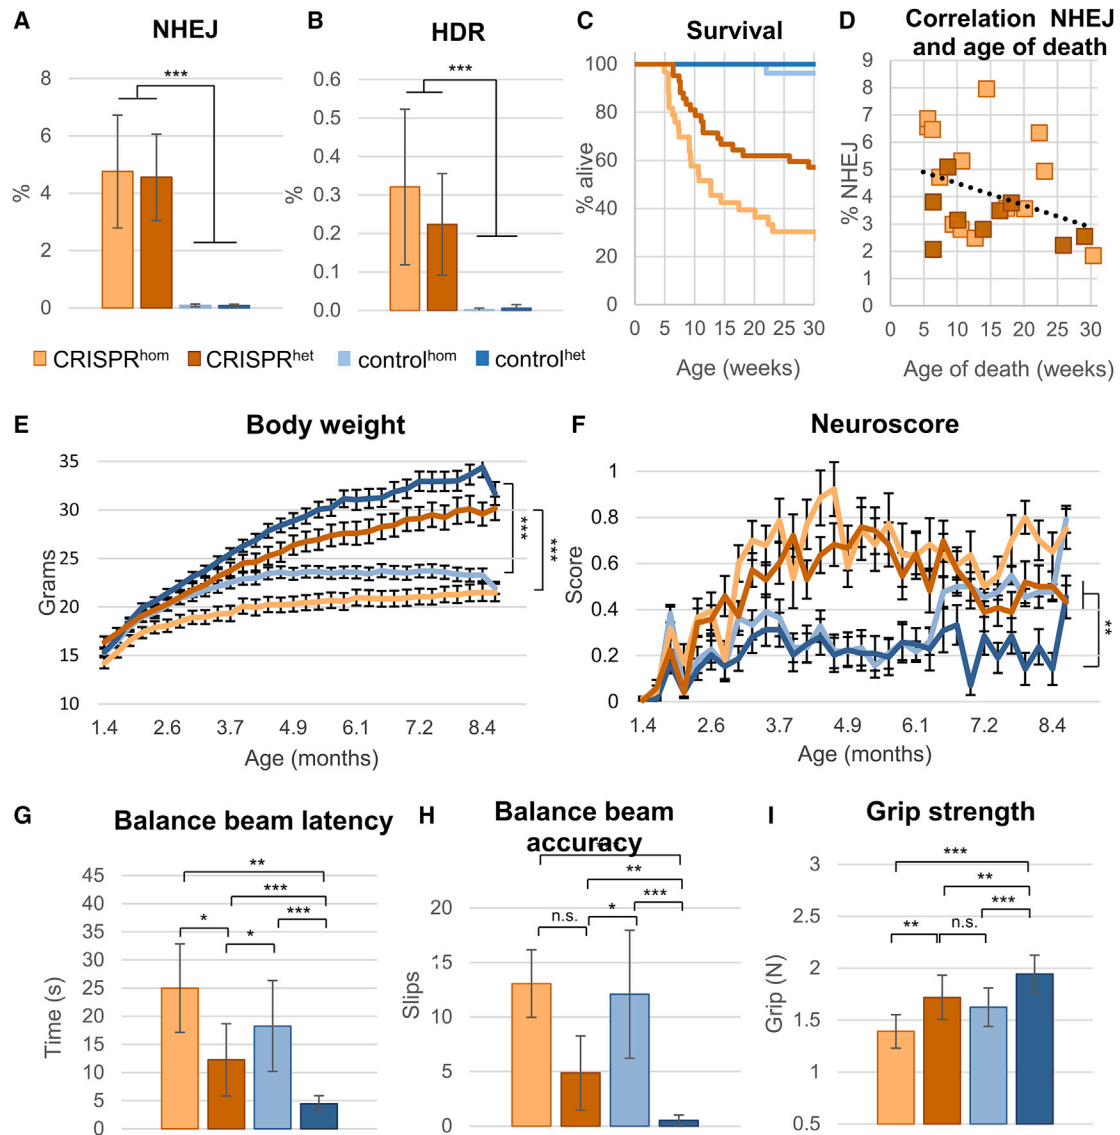 A
NHEJ
8
6
4
2
0
%
***
B
HDR
0.6
0.5
0.4
0.3
0.2
0.1
0.0
%
***
C
Survival
100
80
60
40
20
0
% alive
0 5 10 15 20 25 30
Age (weeks)
D
Correlation NHEJ
and age of death
9
8
7
6
5
4
3
2
1
0
% NHEJ
0 5 10 15 20 25 30
Age of death (weeks)
CRISPRhom CRISPRhet controlhom controlhet
E
Body weight
35
30
25
20
15
10
Grams
1.4 2.6 3.7 4.9 6.1 7.2 8.4
Age (months)
***
***
F
Neuroscore
1
0.8
0.6
0.4
0.2
0
Score
1.4 2.6 3.7 4.9 6.1 7.2 8.4
Age (months)
**
G
Balance beam latency
45
40
35
30
25
20
15
10
5
0
Time (s)
**
***
***
*
*
H
Balance beam
accuracy
20
15
10
5
0
Slips
**
***
*
n.s.
I
Grip strength
3
2.5
2
1.5
1
0.5
Grip (N)
***
**
***
** n.s.